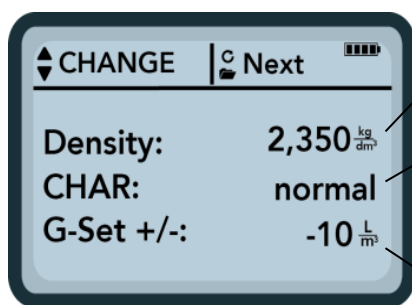 CHANGE C Next
Density: 2,350 kg/dm³
CHAR: normal
G-Set +/-: -10 L/m³